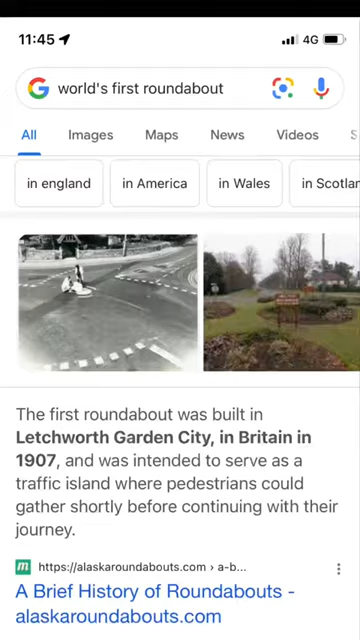 11:45
4G
world's first roundabout
All Images Maps News Videos S
in england in America in Wales in Scotlan
The first roundabout was built in
Letchworth Garden City, in Britain in
1907, and was intended to serve as a
traffic island where pedestrians could
gather shortly before continuing with their
journey.
https://alaskaroundabouts.com › a-b...
A Brief History of Roundabouts -
alaskaroundabouts.com